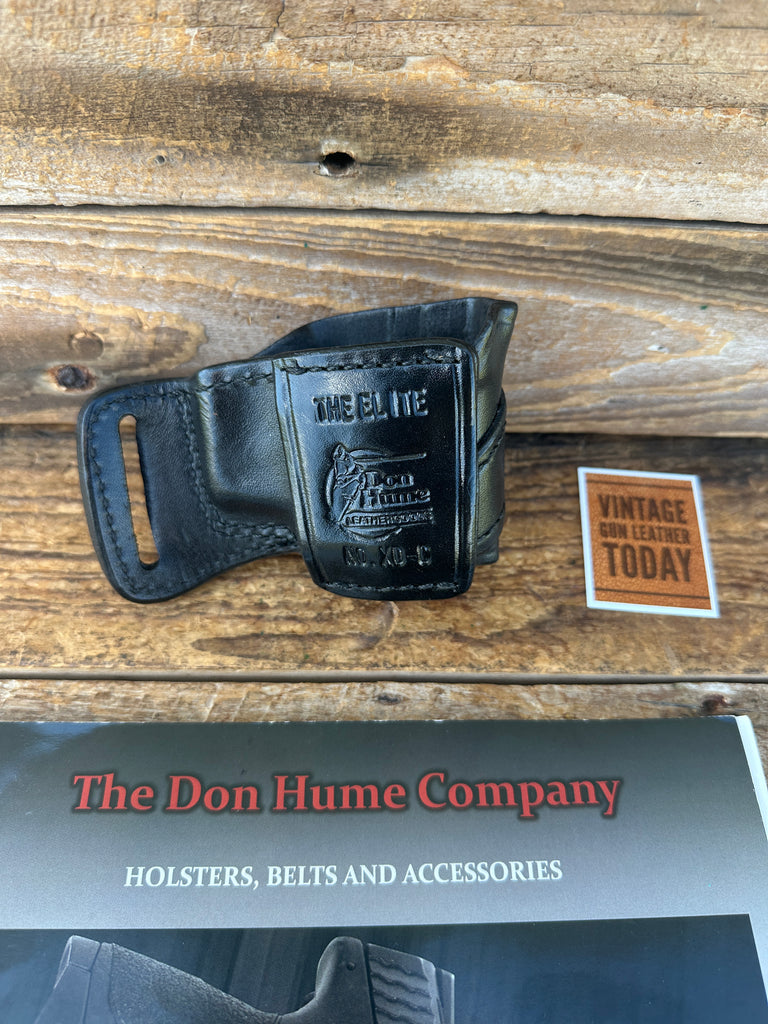 THE ELITE
Don
Hume
LEATHERGOODS
NO. XD-C
VINTAGE
GUN LEATHER
TODAY
The Don Hume Company
HOLSTERS, BELTS AND ACCESSORIES